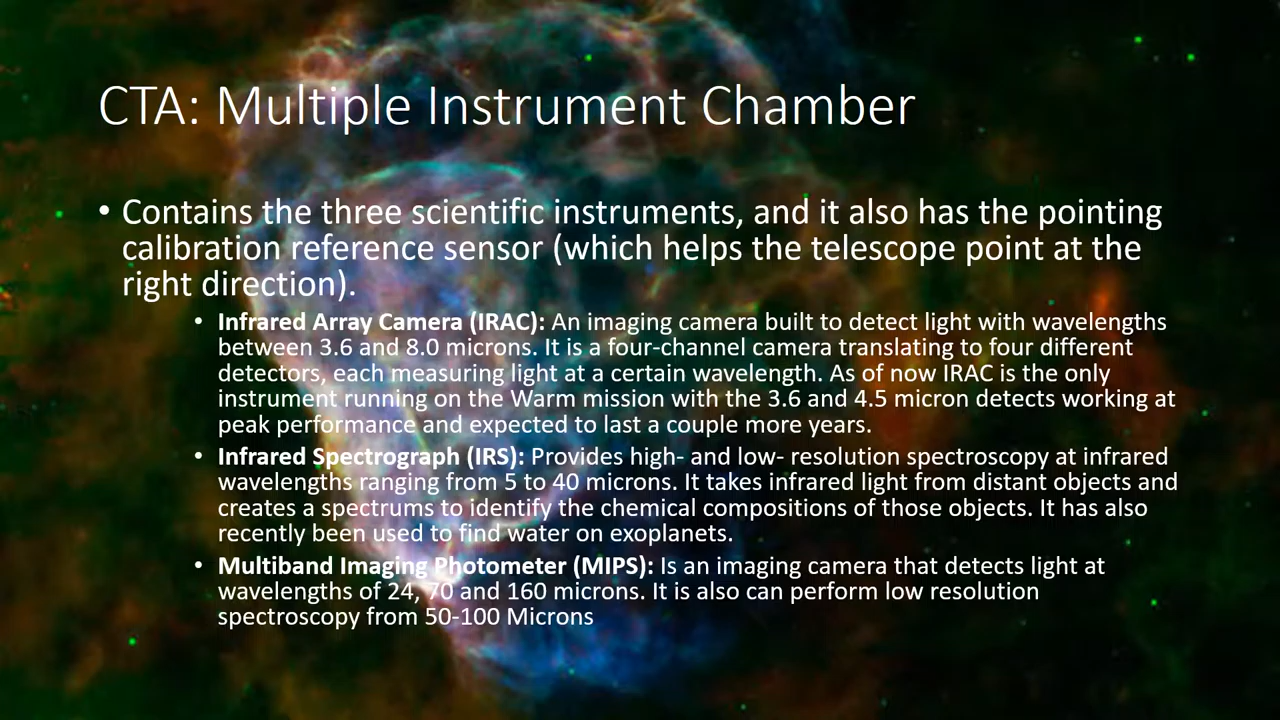 CTA: Multiple Instrument Chamber
• Contains the three scientific instruments, and it also has the pointing
calibration reference sensor (which helps the telescope point at the
right direction).
• Infrared Array Camera (IRAC): An imaging camera built to detect light with wavelengths
between 3.6 and 8.0 microns. It is a four-channel camera translating to four different
detectors, each measuring light at a certain wavelength. As of now IRAC is the only
instrument running on the Warm mission with the 3.6 and 4.5 micron detects working at
peak performance and expected to last a couple more years.
• Infrared Spectrograph (IRS): Provides high- and low- resolution spectroscopy at infrared
wavelengths ranging from 5 to 40 microns. It takes infrared light from distant objects and
creates a spectrums to identify the chemical compositions of those objects. It has also
recently been used to find water on exoplanets.
• Multiband Imaging Photometer (MIPS): Is an imaging camera that detects light at
wavelengths of 24, 70 and 160 microns. It is also can perform low resolution
spectroscopy from 50-100 Microns